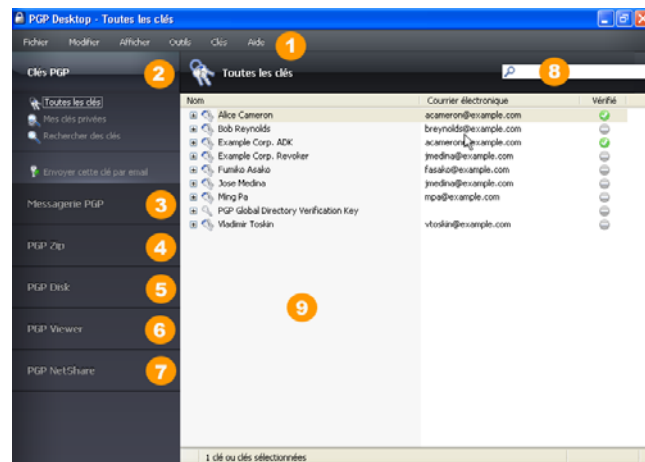 PGP Desktop - Toutes les clés
Fichier Modifier Afficher Outils Clés Aide 1
Clés PGP 2
Toutes les clés 8
Toutes les clés
Mes clés privées
Rechercher des clés
Envoyer cette clé par email
Messagerie PGP 3
PGP Zip 4
PGP Disk 5
PGP Viewer 6
PGP NetShare 7
Nom Courrier électronique Vérifié
Alice Cameron acameron@example.com
Bob Reynolds breynolds@example.com
Example Corp. ADK acameron@example.com
Example Corp. Revoker jmedina@example.com
Fumiko Asako fasako@example.com
Jose Medina jmedina@example.com
Ming Pa mpa@example.com
PGP Global Directory Verification Key
Vladimir Toskin vtoskin@example.com
9
1 clé ou clés sélectionnées